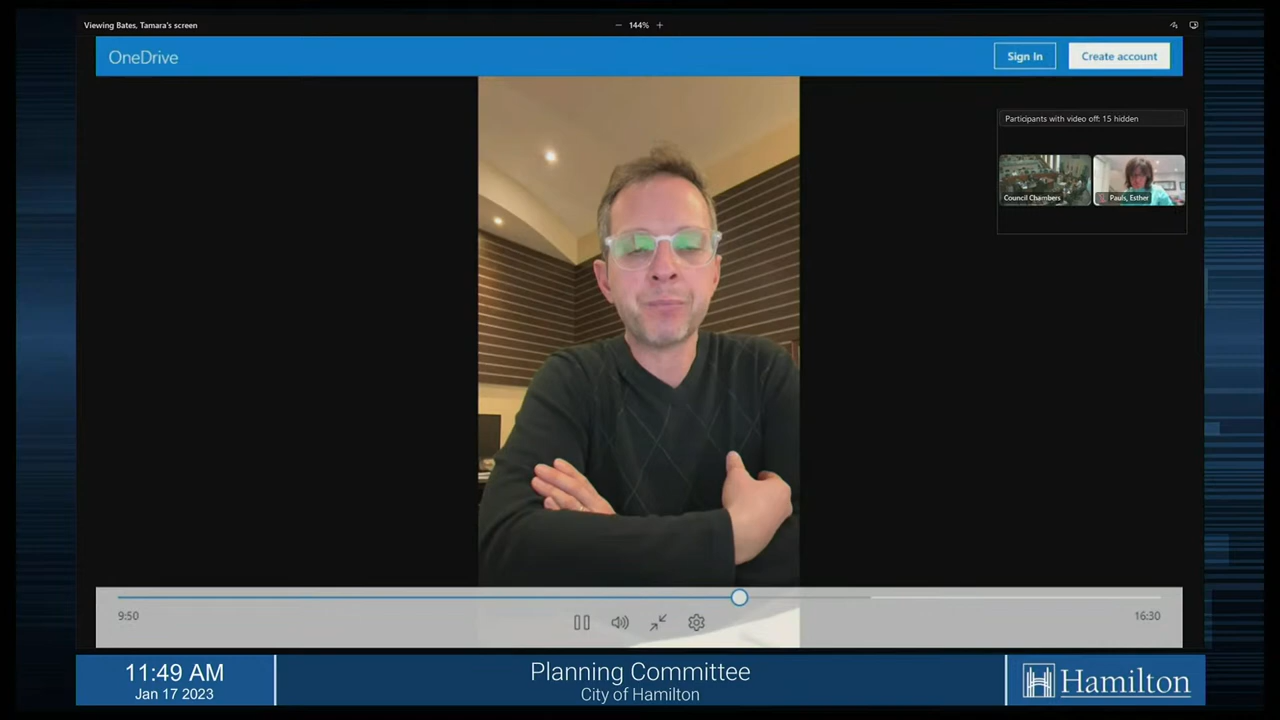 Viewing Bates, Tamara's screen
144%
OneDrive
Sign In
Create account
Participants with video off: 15 hidden
Council Chambers
Pauls, Esther
9:50
16:30
11:49 AM
Jan 17 2023
Planning Committee
City of Hamilton
Hamilton